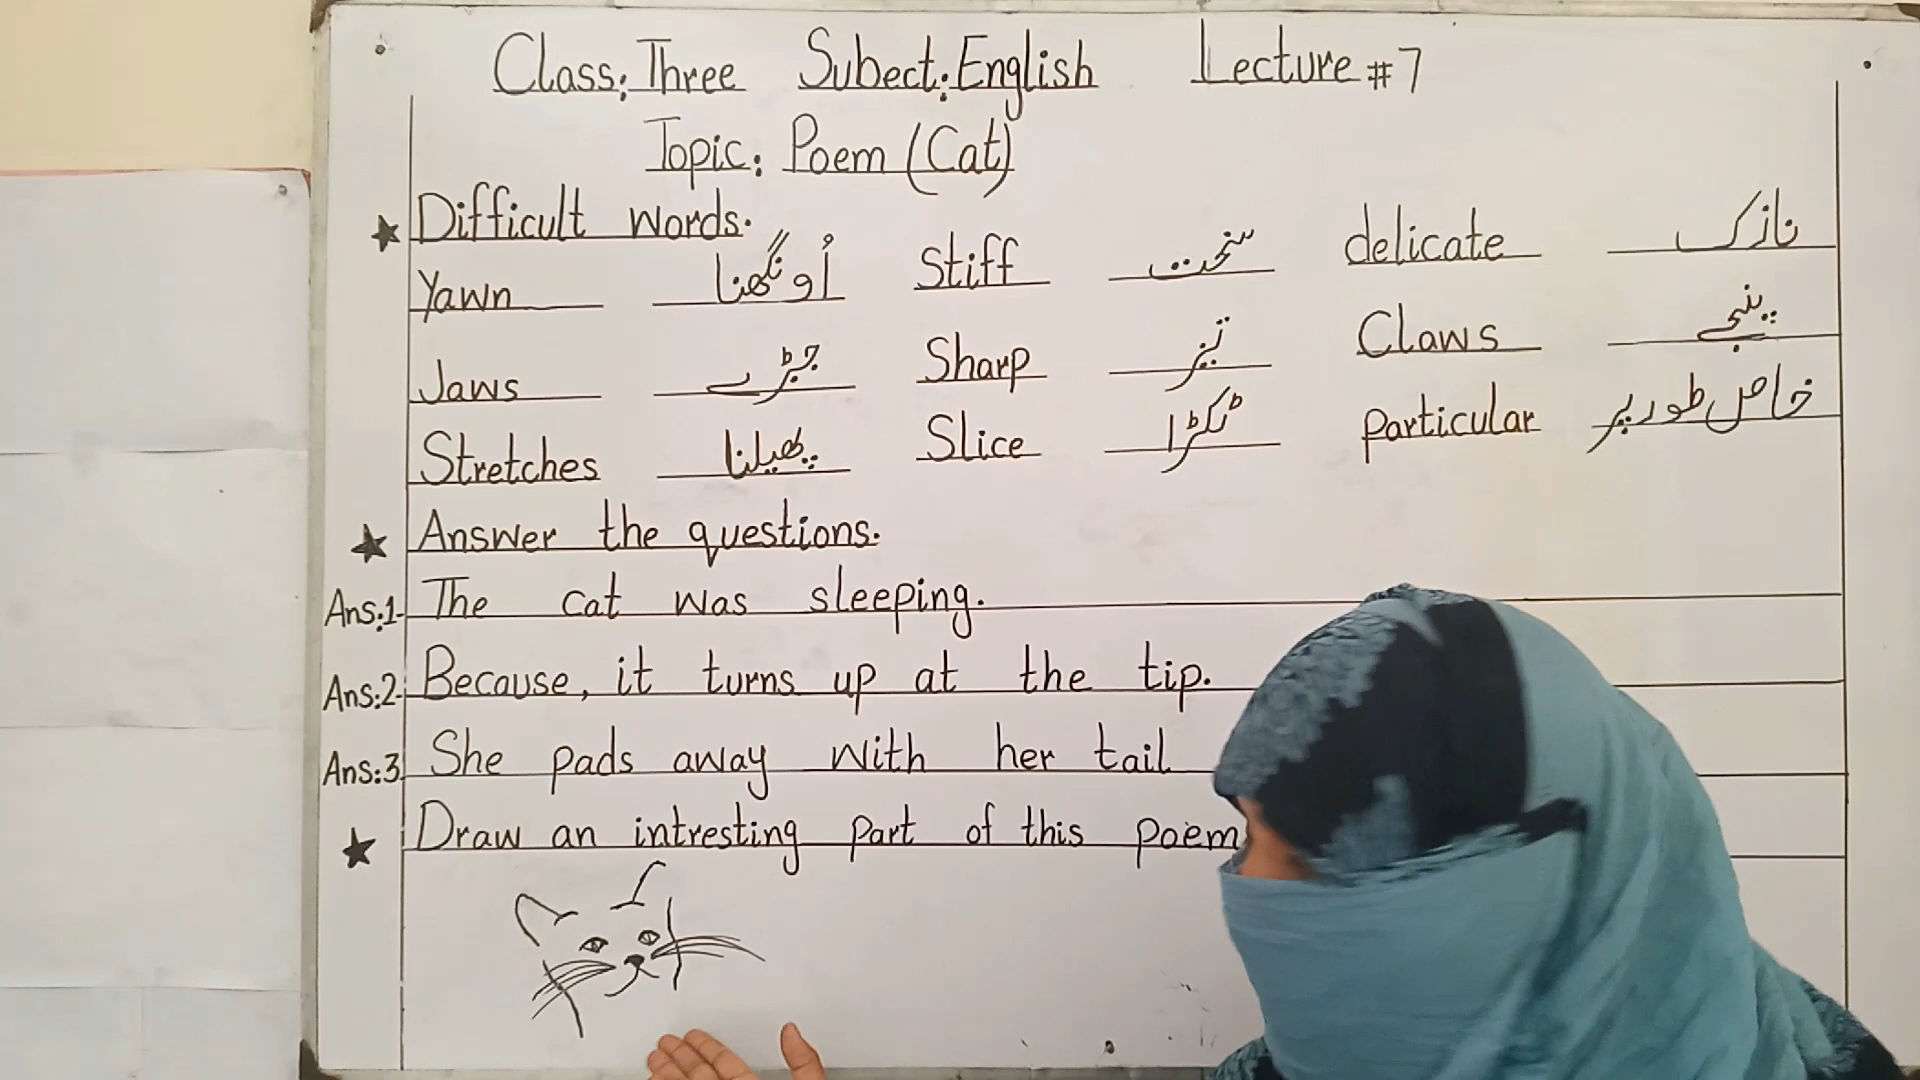 Class: Three Subect: English Lecture # 7
Topic: Poem (Cat)
Difficult words.
Yawn اُونگھنا Stiff سخت delicate نازک
Jaws جبڑے Sharp تیز Claws پنجے
Stretches پھیلنا Slice ٹکڑا particular خاص طور پر
Answer the questions.
Ans:1- The cat was sleeping.
Ans:2- Because, it turns up at the tip.
Ans:3 She pads away with her tail
Draw an intresting part of this poem